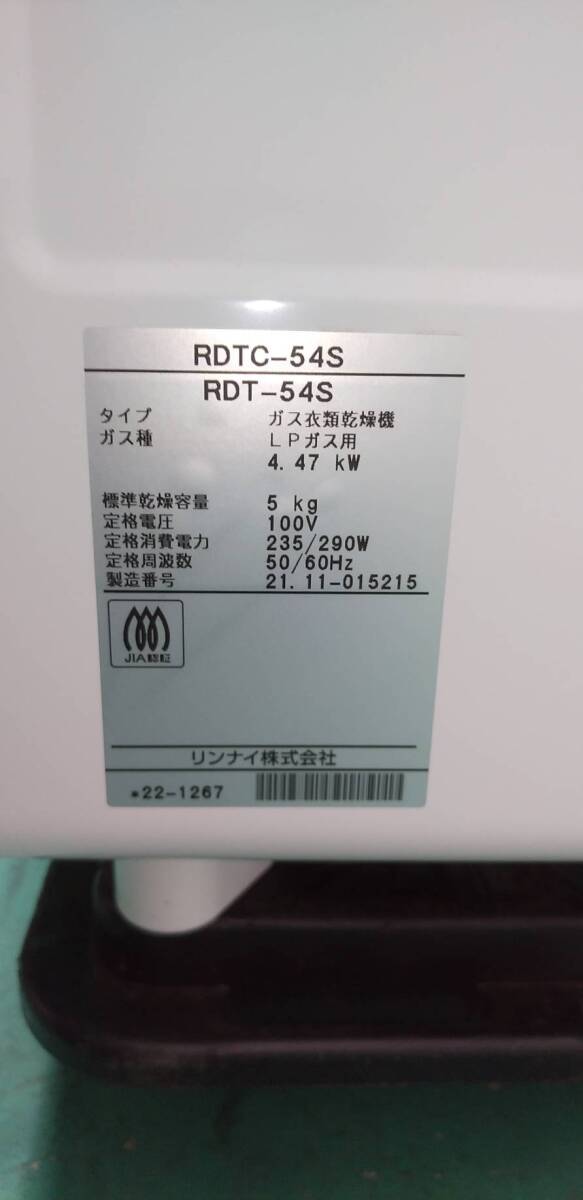 RDTC-54S
RDT-54S
タイプ ガス衣類乾燥機
ガス種 LPガス用
4.47 kW
標準乾燥容量 5 kg
定格電圧 100V
定格消費電力 235/290W
定格周波数 50/60Hz
製造番号 21.11-015215
JIA認証
リンナイ株式会社
*22-1267